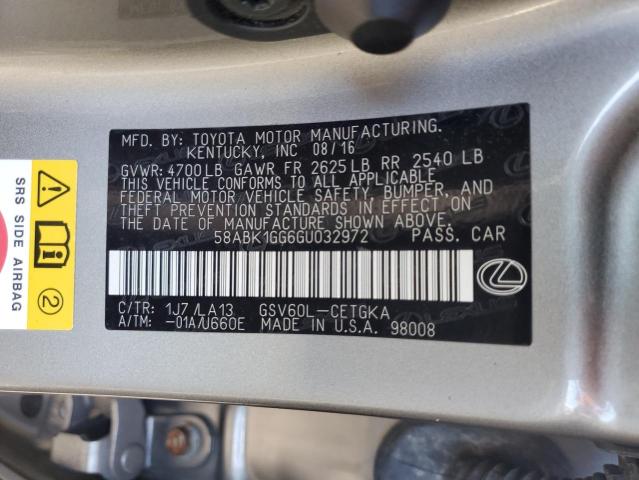 MFD. BY: TOYOTA MOTOR MANUFACTURING.
KENTUCKY, INC 08/16
GVWR: 4700LB GAWR FR 2625LB RR 2540 LB
THIS VEHICLE CONFORMS TO ALL APPLICABLE
FEDERAL MOTOR VEHICLE SAFETY BUMPER, AND
THEFT PREVENTION STANDARDS IN EFFECT ON
THE DATE OF MANUFACTURE SHOWN ABOVE.
58ABK1GG6GU032972 PASS. CAR
C/TR: 1J7 /LA13 GSV60L-CETGKA
A/TM: -01A/U660E MADE IN U.S.A. 98008
SRS SIDE AIRBAG
2